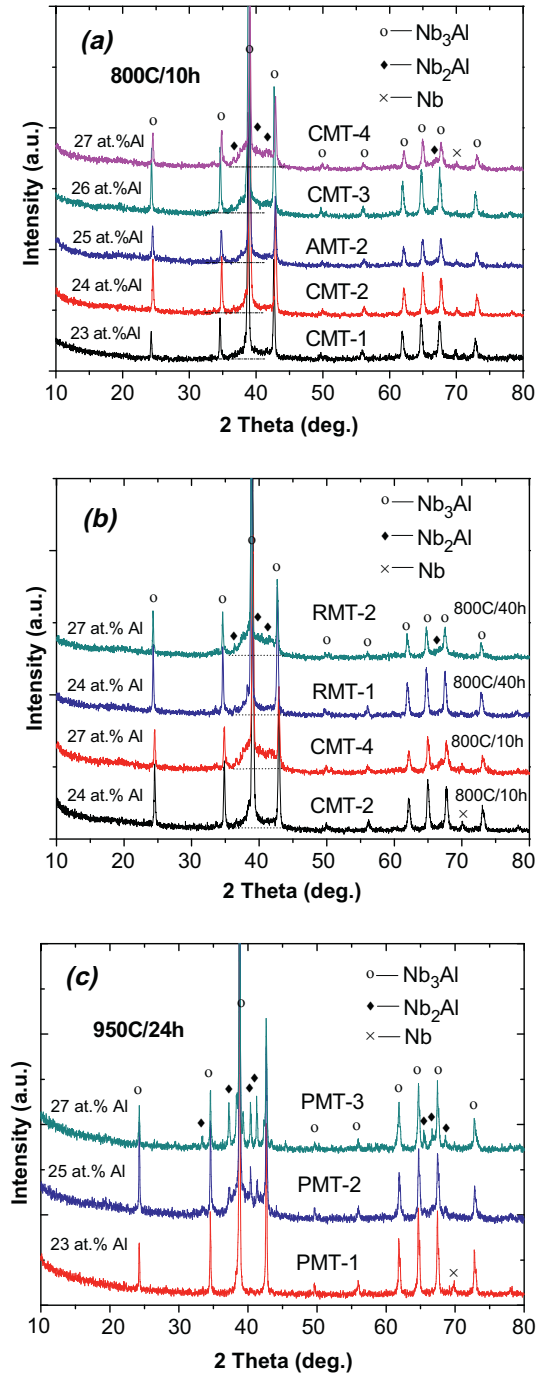 (a)
800C/10h
o — Nb3Al
♦ — Nb2Al
× — Nb
27 at.%Al
CMT-4
26 at.%Al
CMT-3
25 at.%Al
AMT-2
24 at.%Al
CMT-2
23 at.%Al
CMT-1
Intensity (a.u.)
10 20 30 40 50 60 70 80
2 Theta (deg.)
(b)
o — Nb3Al
♦ — Nb2Al
× — Nb
27 at.% Al
RMT-2
800C/40h
24 at.% Al
RMT-1
800C/40h
27 at.% Al
CMT-4
800C/10h
24 at.% Al
CMT-2
800C/10h
Intensity (a.u.)
10 20 30 40 50 60 70 80
2 Theta (deg.)
(c)
950C/24h
o — Nb3Al
♦ — Nb2Al
× — Nb
27 at.% Al
PMT-3
25 at.% Al
PMT-2
23 at.% Al
PMT-1
Intensity (a.u.)
10 20 30 40 50 60 70 80
2 Theta (deg.)